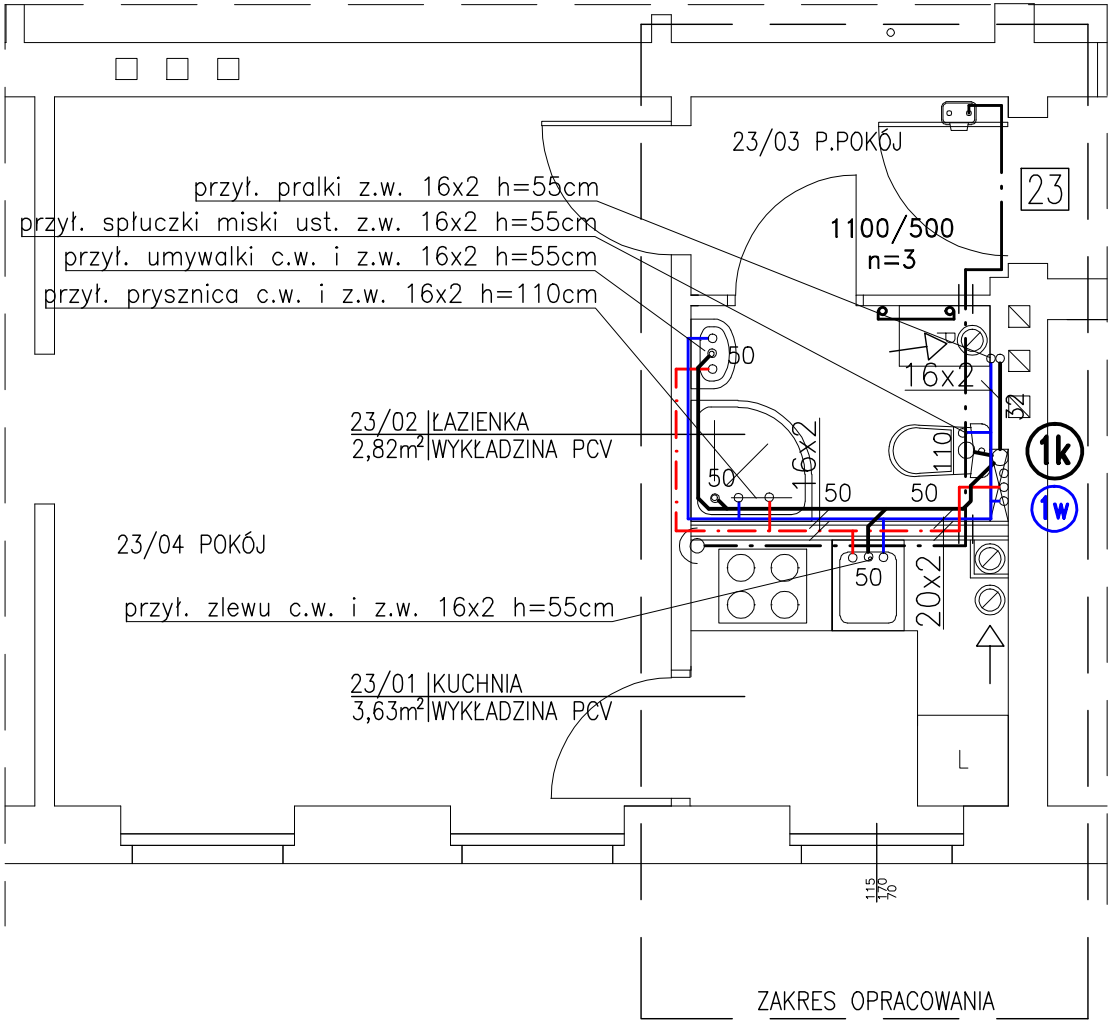 23/03 P.POKÓJ
przył. pralki z.w. 16x2 h=55cm
23
przył. spłuczki miski ust. z.w. 16x2 h=55cm
1100/500
n=3
przył. umywalki c.w. i z.w. 16x2 h=55cm
przył. prysznica c.w. i z.w. 16x2 h=110cm
50
16x2
32
23/02 ŁAZIENKA
2,82m² WYKŁADZINA PCV
16x2
110
1k
50
50
50
1w
23/04 POKÓJ
50
20x2
przył. zlewu c.w. i z.w. 16x2 h=55cm
23/01 KUCHNIA
3,63m² WYKŁADZINA PCV
L
115
170
70
ZAKRES OPRACOWANIA